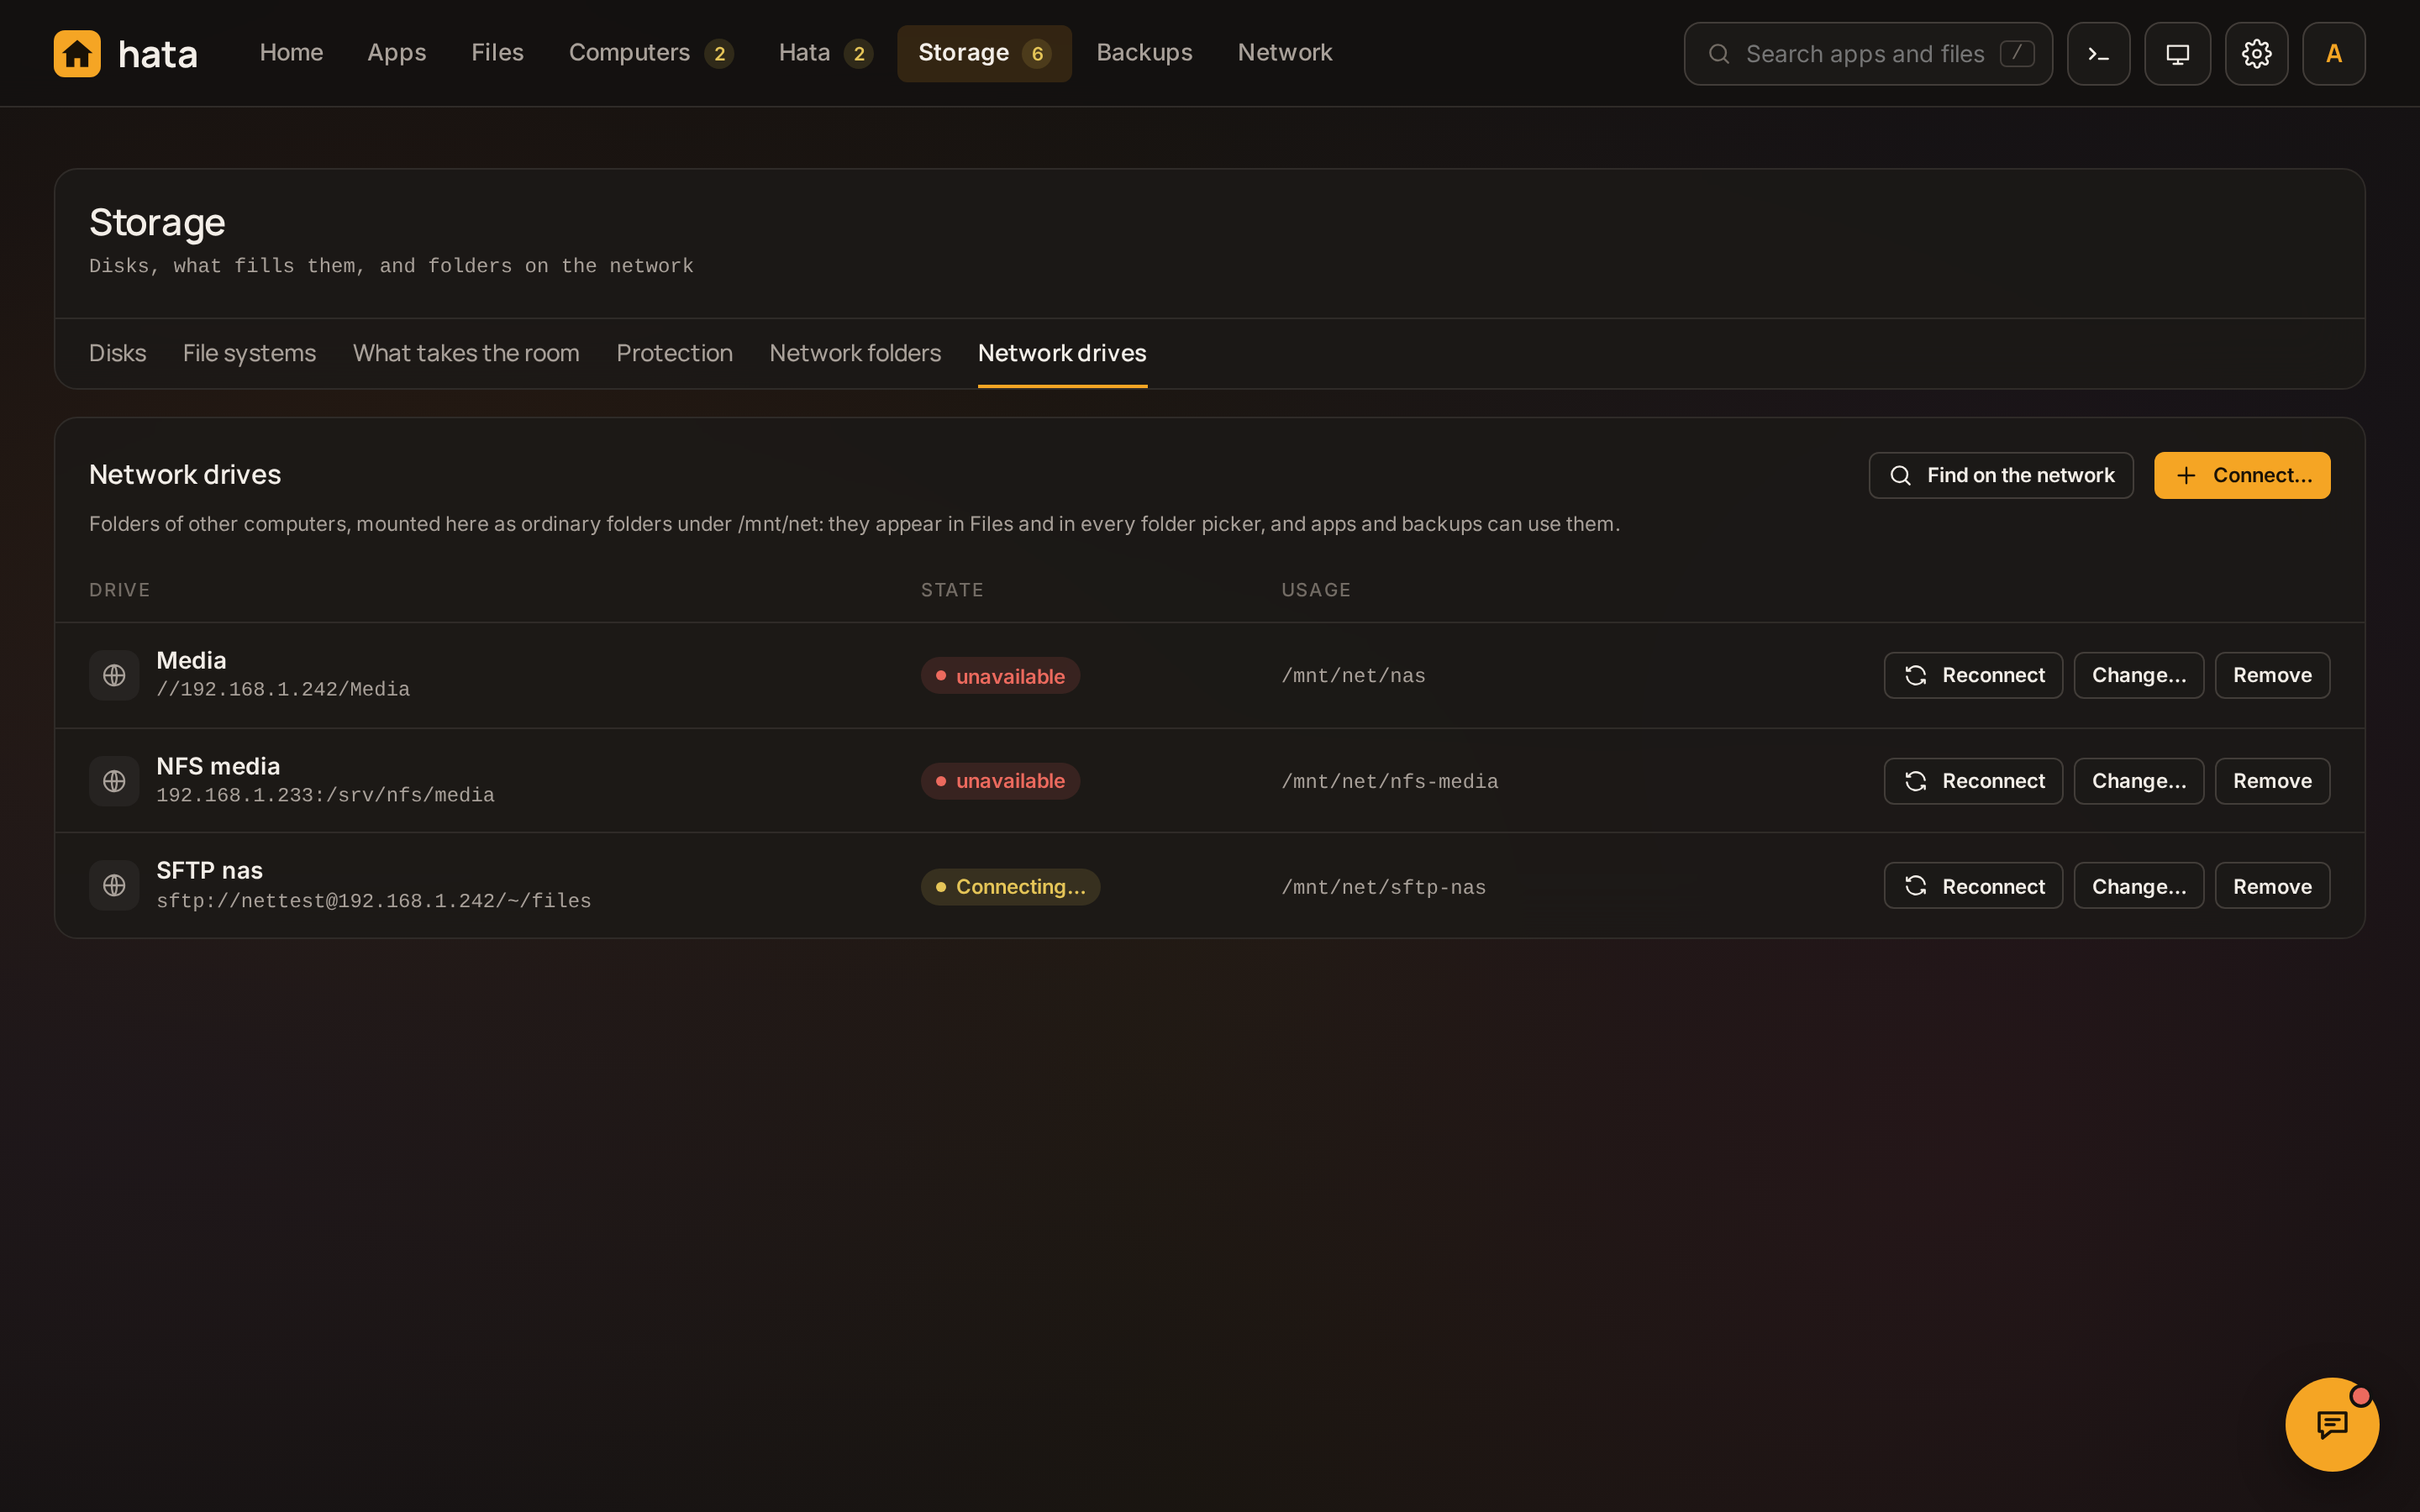 hata Home Apps Files Computers 2 Hata 2 Storage 6 Backups Network Search apps and files / A
Storage
Disks, what fills them, and folders on the network
Disks File systems What takes the room Protection Network folders Network drives
Network drives Find on the network Connect...
Folders of other computers, mounted here as ordinary folders under /mnt/net: they appear in Files and in every folder picker, and apps and backups can use them.
DRIVE STATE USAGE
Media
//192.168.1.242/Media
unavailable /mnt/net/nas Reconnect Change... Remove
NFS media
192.168.1.233:/srv/nfs/media
unavailable /mnt/net/nfs-media Reconnect Change... Remove
SFTP nas
sftp://nettest@192.168.1.242/~/files
Connecting... /mnt/net/sftp-nas Reconnect Change... Remove